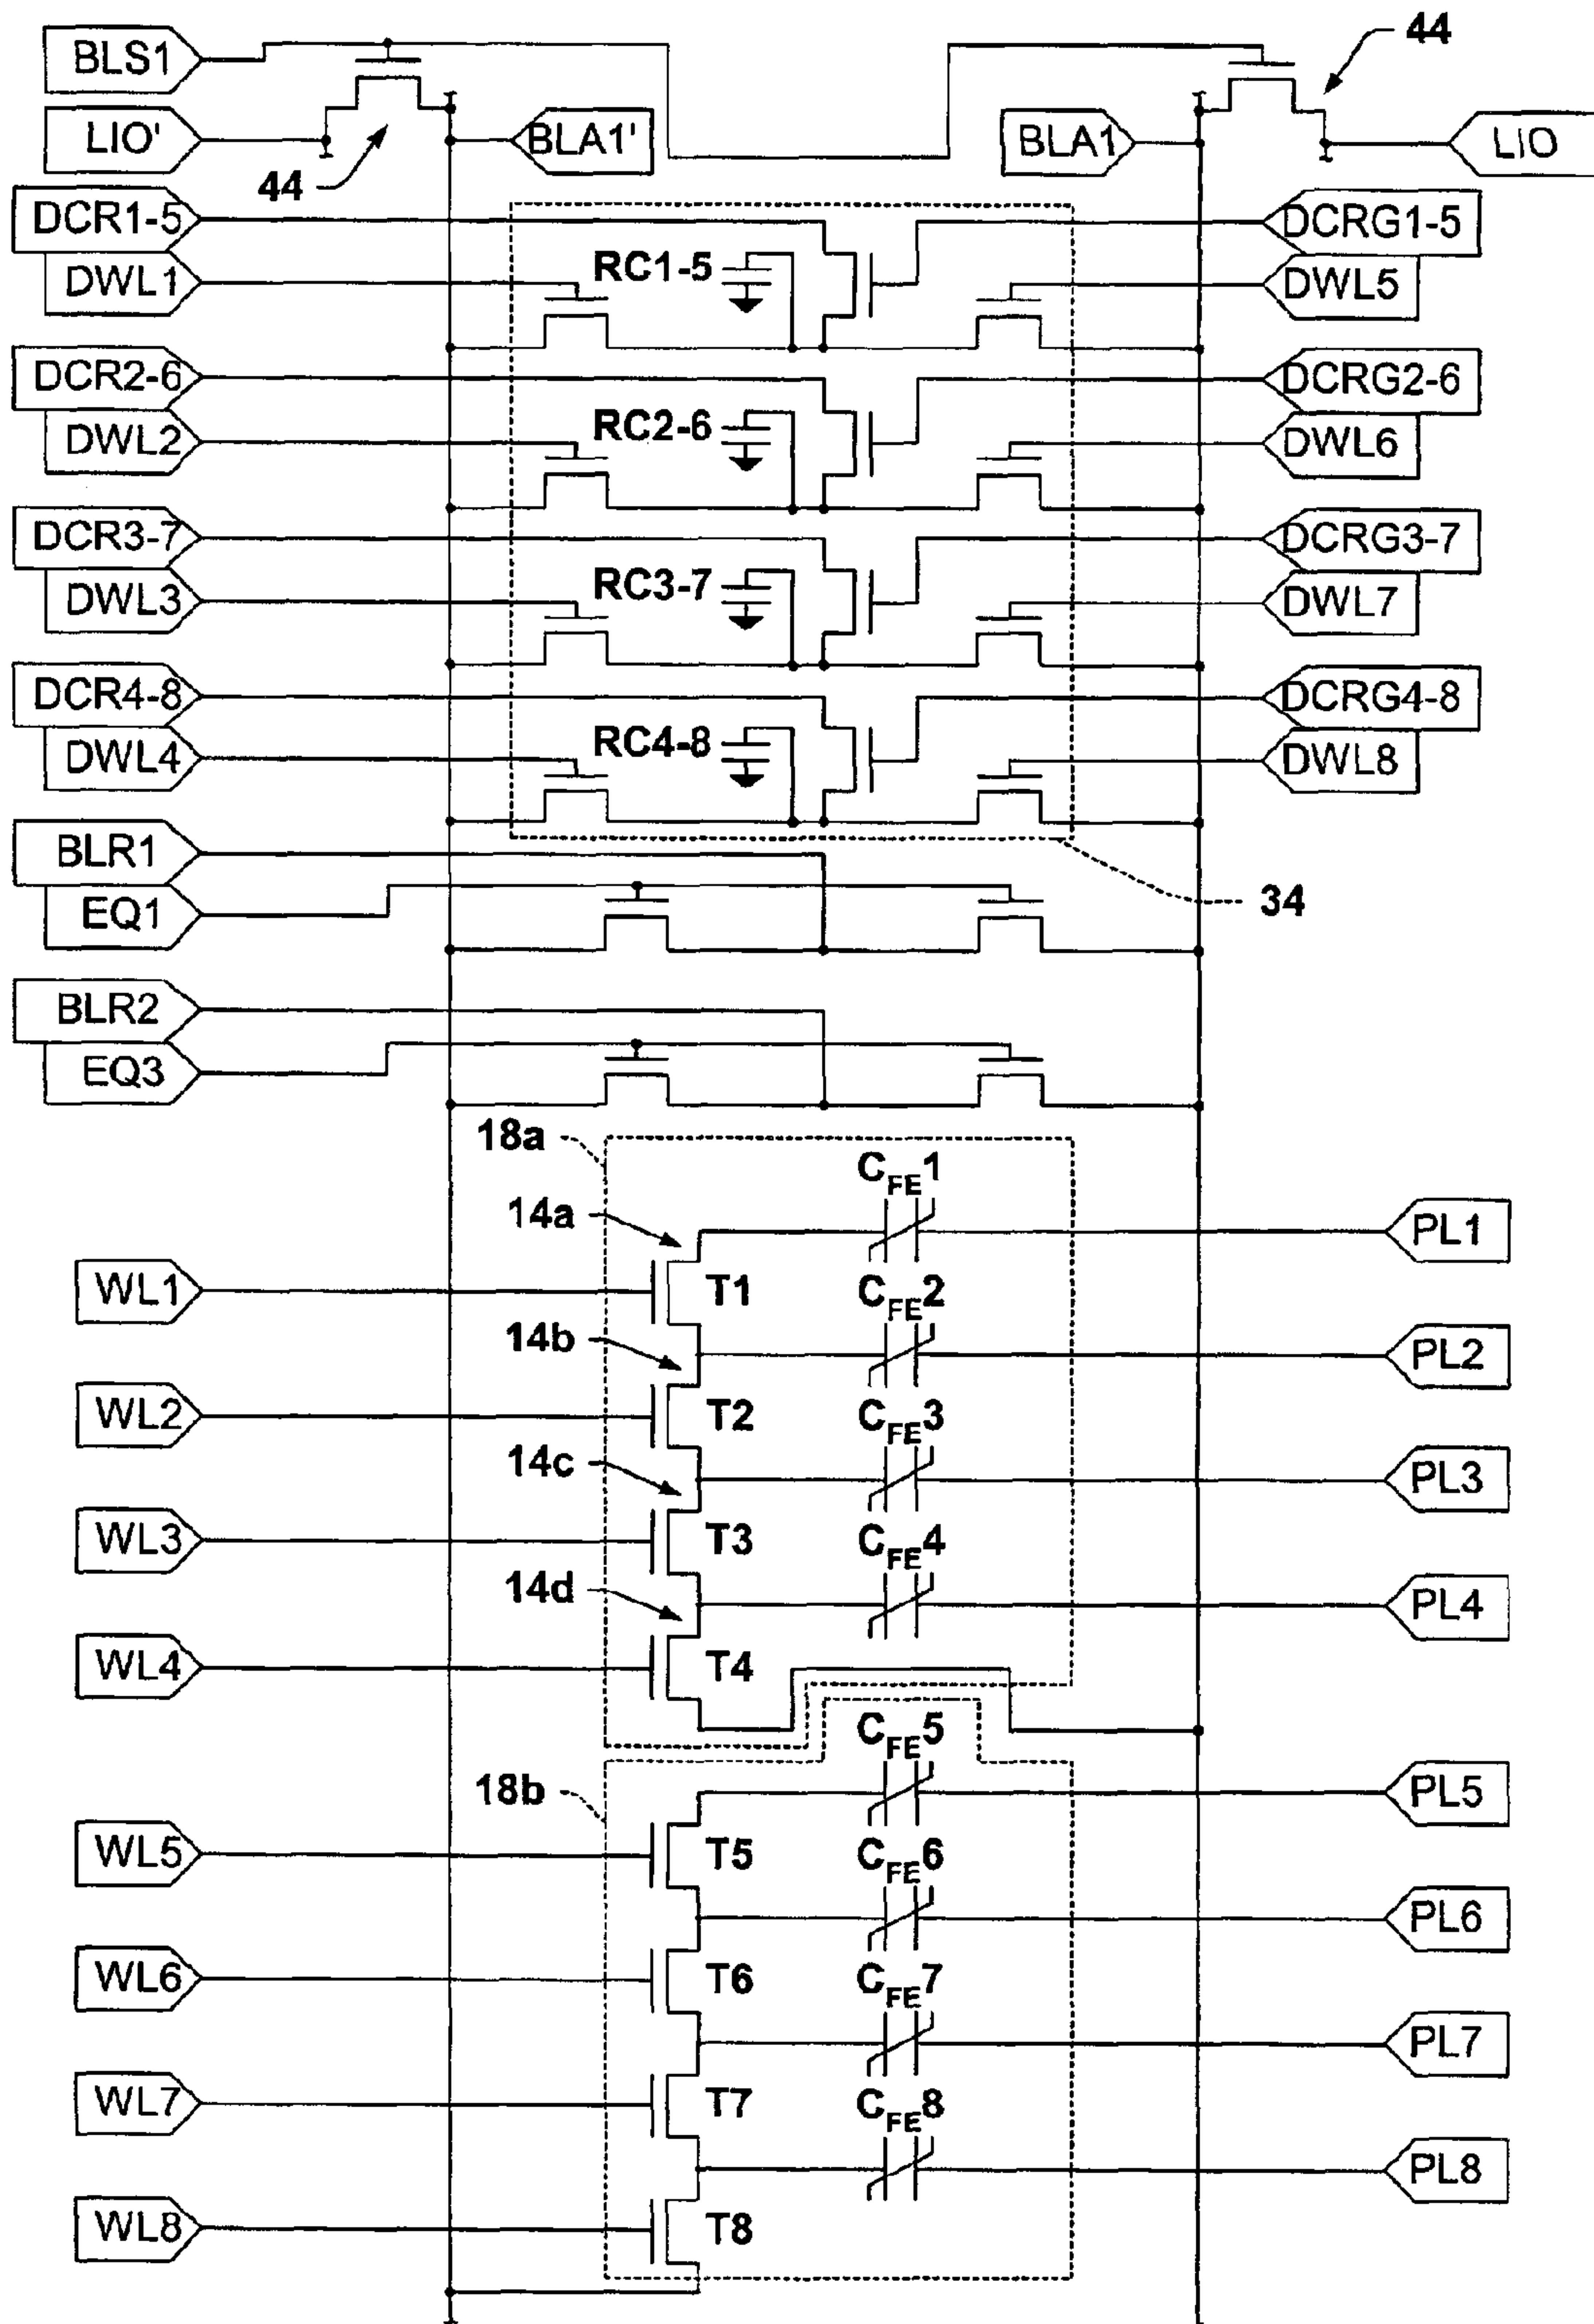 BLS1
44
LIO'
BLA1'
BLA1
LIO
44
DCR1-5
RC1-5
DCRG1-5
DWL1
DWL5
DCR2-6
RC2-6
DCRG2-6
DWL2
DWL6
DCR3-7
RC3-7
DCRG3-7
DWL3
DWL7
DCR4-8
RC4-8
DCRG4-8
DWL4
DWL8
BLR1
EQ1
34
BLR2
EQ3
18a
CFE1
14a
PL1
WL1
T1
CFE2
14b
PL2
WL2
T2
CFE3
14c
PL3
WL3
T3
CFE4
14d
PL4
WL4
T4
CFE5
18b
PL5
WL5
T5
CFE6
PL6
WL6
T6
CFE7
PL7
WL7
T7
CFE8
PL8
WL8
T8